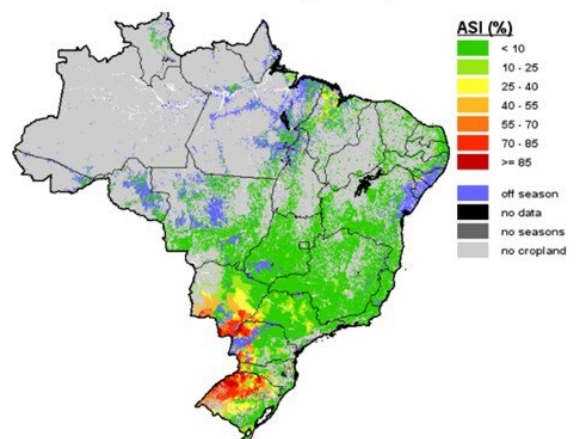 ASI (%)
< 10
10 - 25
25 - 40
40 - 55
55 - 70
70 - 85
>= 85
off season
no data
no seasons
no cropland